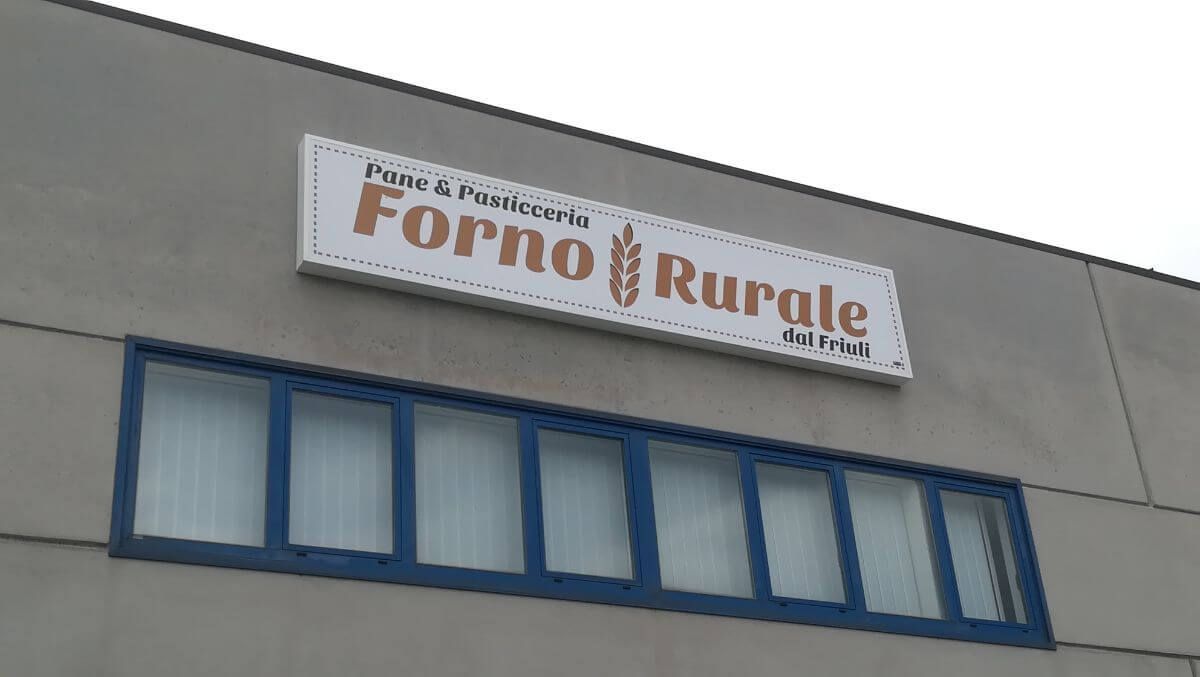 Pane & Pasticceria
Forno Rurale
dal Friuli